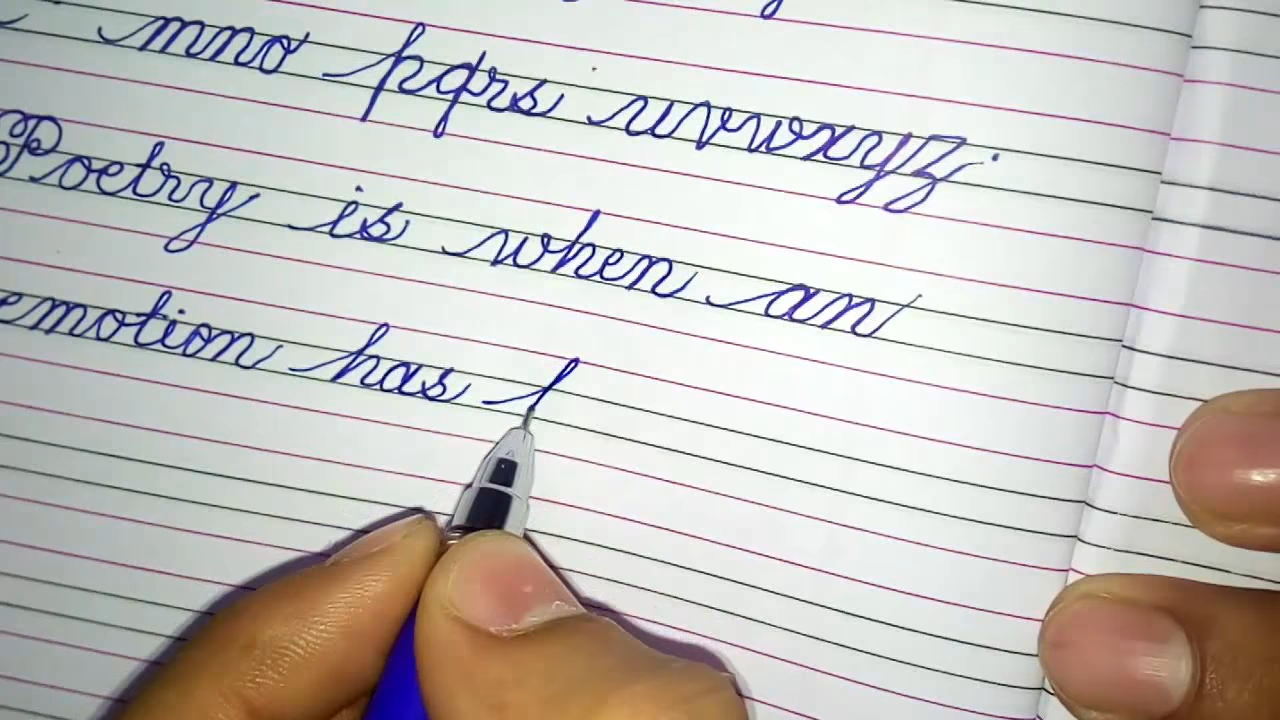 mno pqrs uvwxyz.
Poetry is when an
emotion has